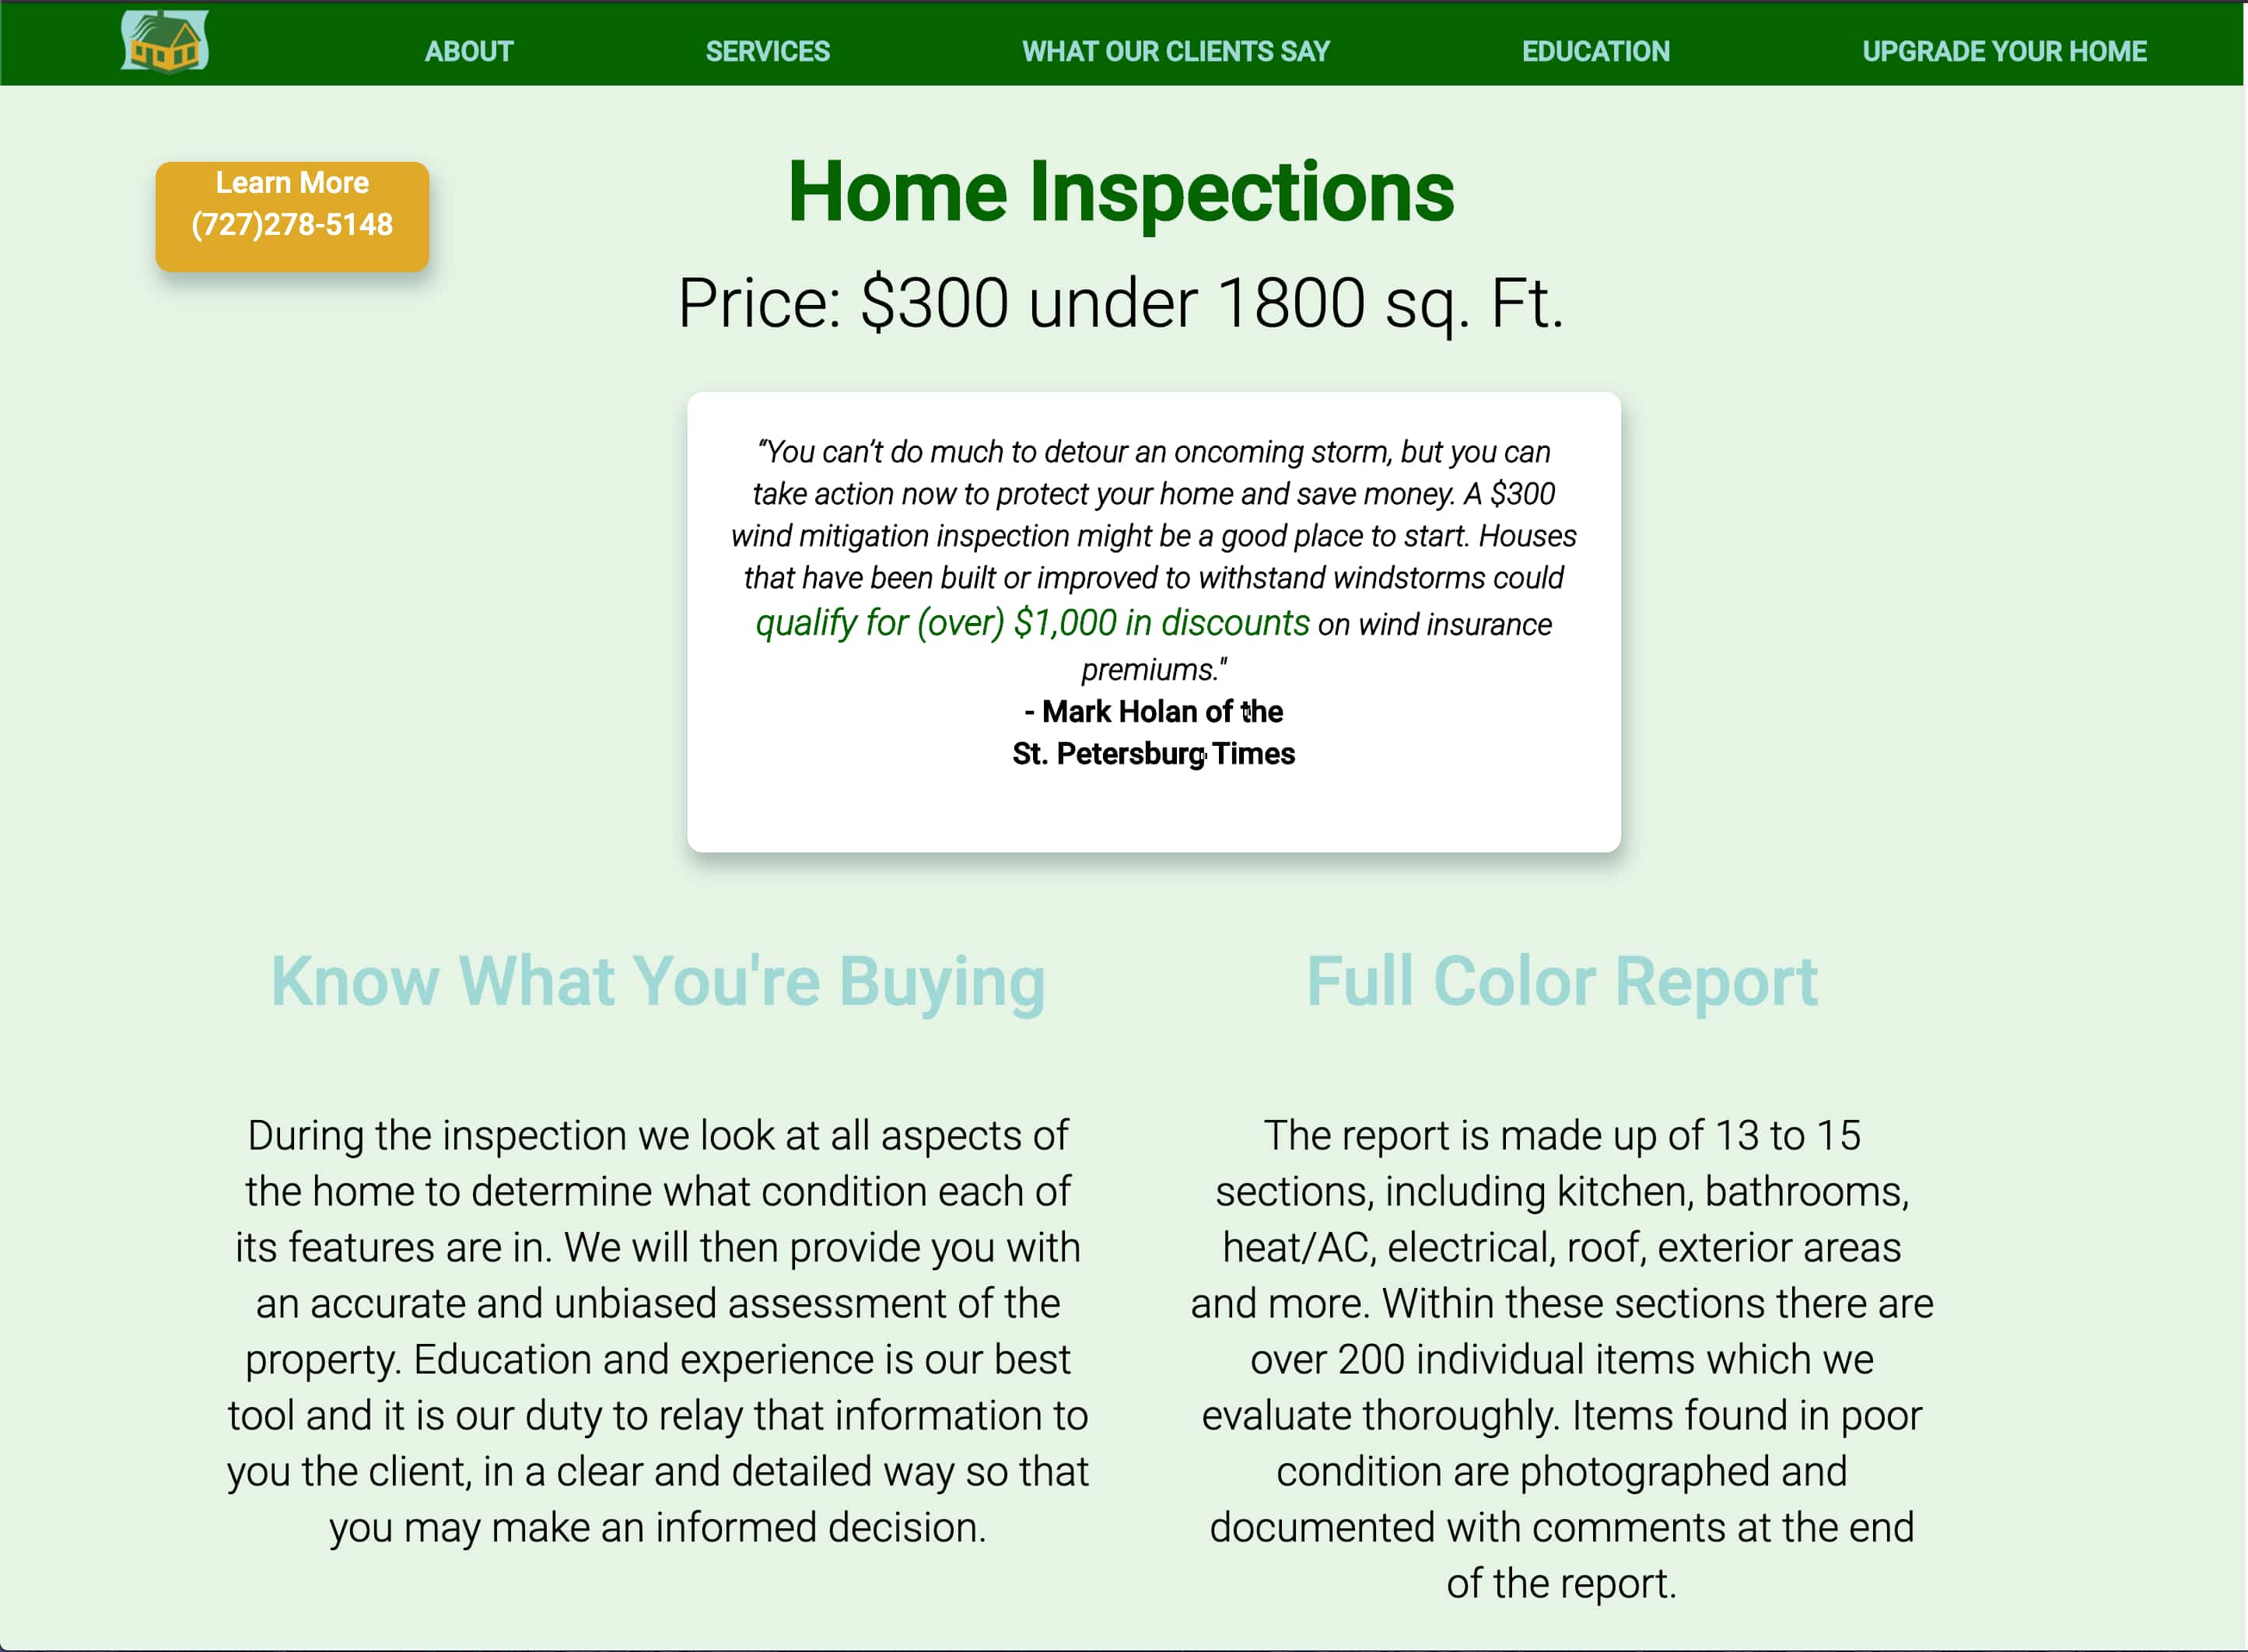 ABOUT
SERVICES
WHAT OUR CLIENTS SAY
EDUCATION
UPGRADE YOUR HOME
Learn More
(727)278-5148
Home Inspections
Price: $300 under 1800 sq. Ft.
“You can’t do much to detour an oncoming storm, but you can
take action now to protect your home and save money. A $300
wind mitigation inspection might be a good place to start. Houses
that have been built or improved to withstand windstorms could
qualify for (over) $1,000 in discounts on wind insurance
premiums."
- Mark Holan of the
St. Petersburg Times
Know What You're Buying
During the inspection we look at all aspects of
the home to determine what condition each of
its features are in. We will then provide you with
an accurate and unbiased assessment of the
property. Education and experience is our best
tool and it is our duty to relay that information to
you the client, in a clear and detailed way so that
you may make an informed decision.
Full Color Report
The report is made up of 13 to 15
sections, including kitchen, bathrooms,
heat/AC, electrical, roof, exterior areas
and more. Within these sections there are
over 200 individual items which we
evaluate thoroughly. Items found in poor
condition are photographed and
documented with comments at the end
of the report.